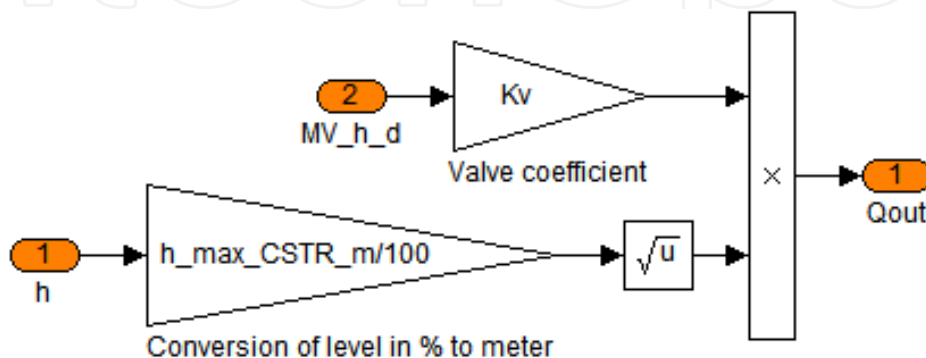 2
Kv
MV_h_d
Valve coefficient
×
1
Qout
1
h_max_CSTR_m/100
√u
h
Conversion of level in % to meter